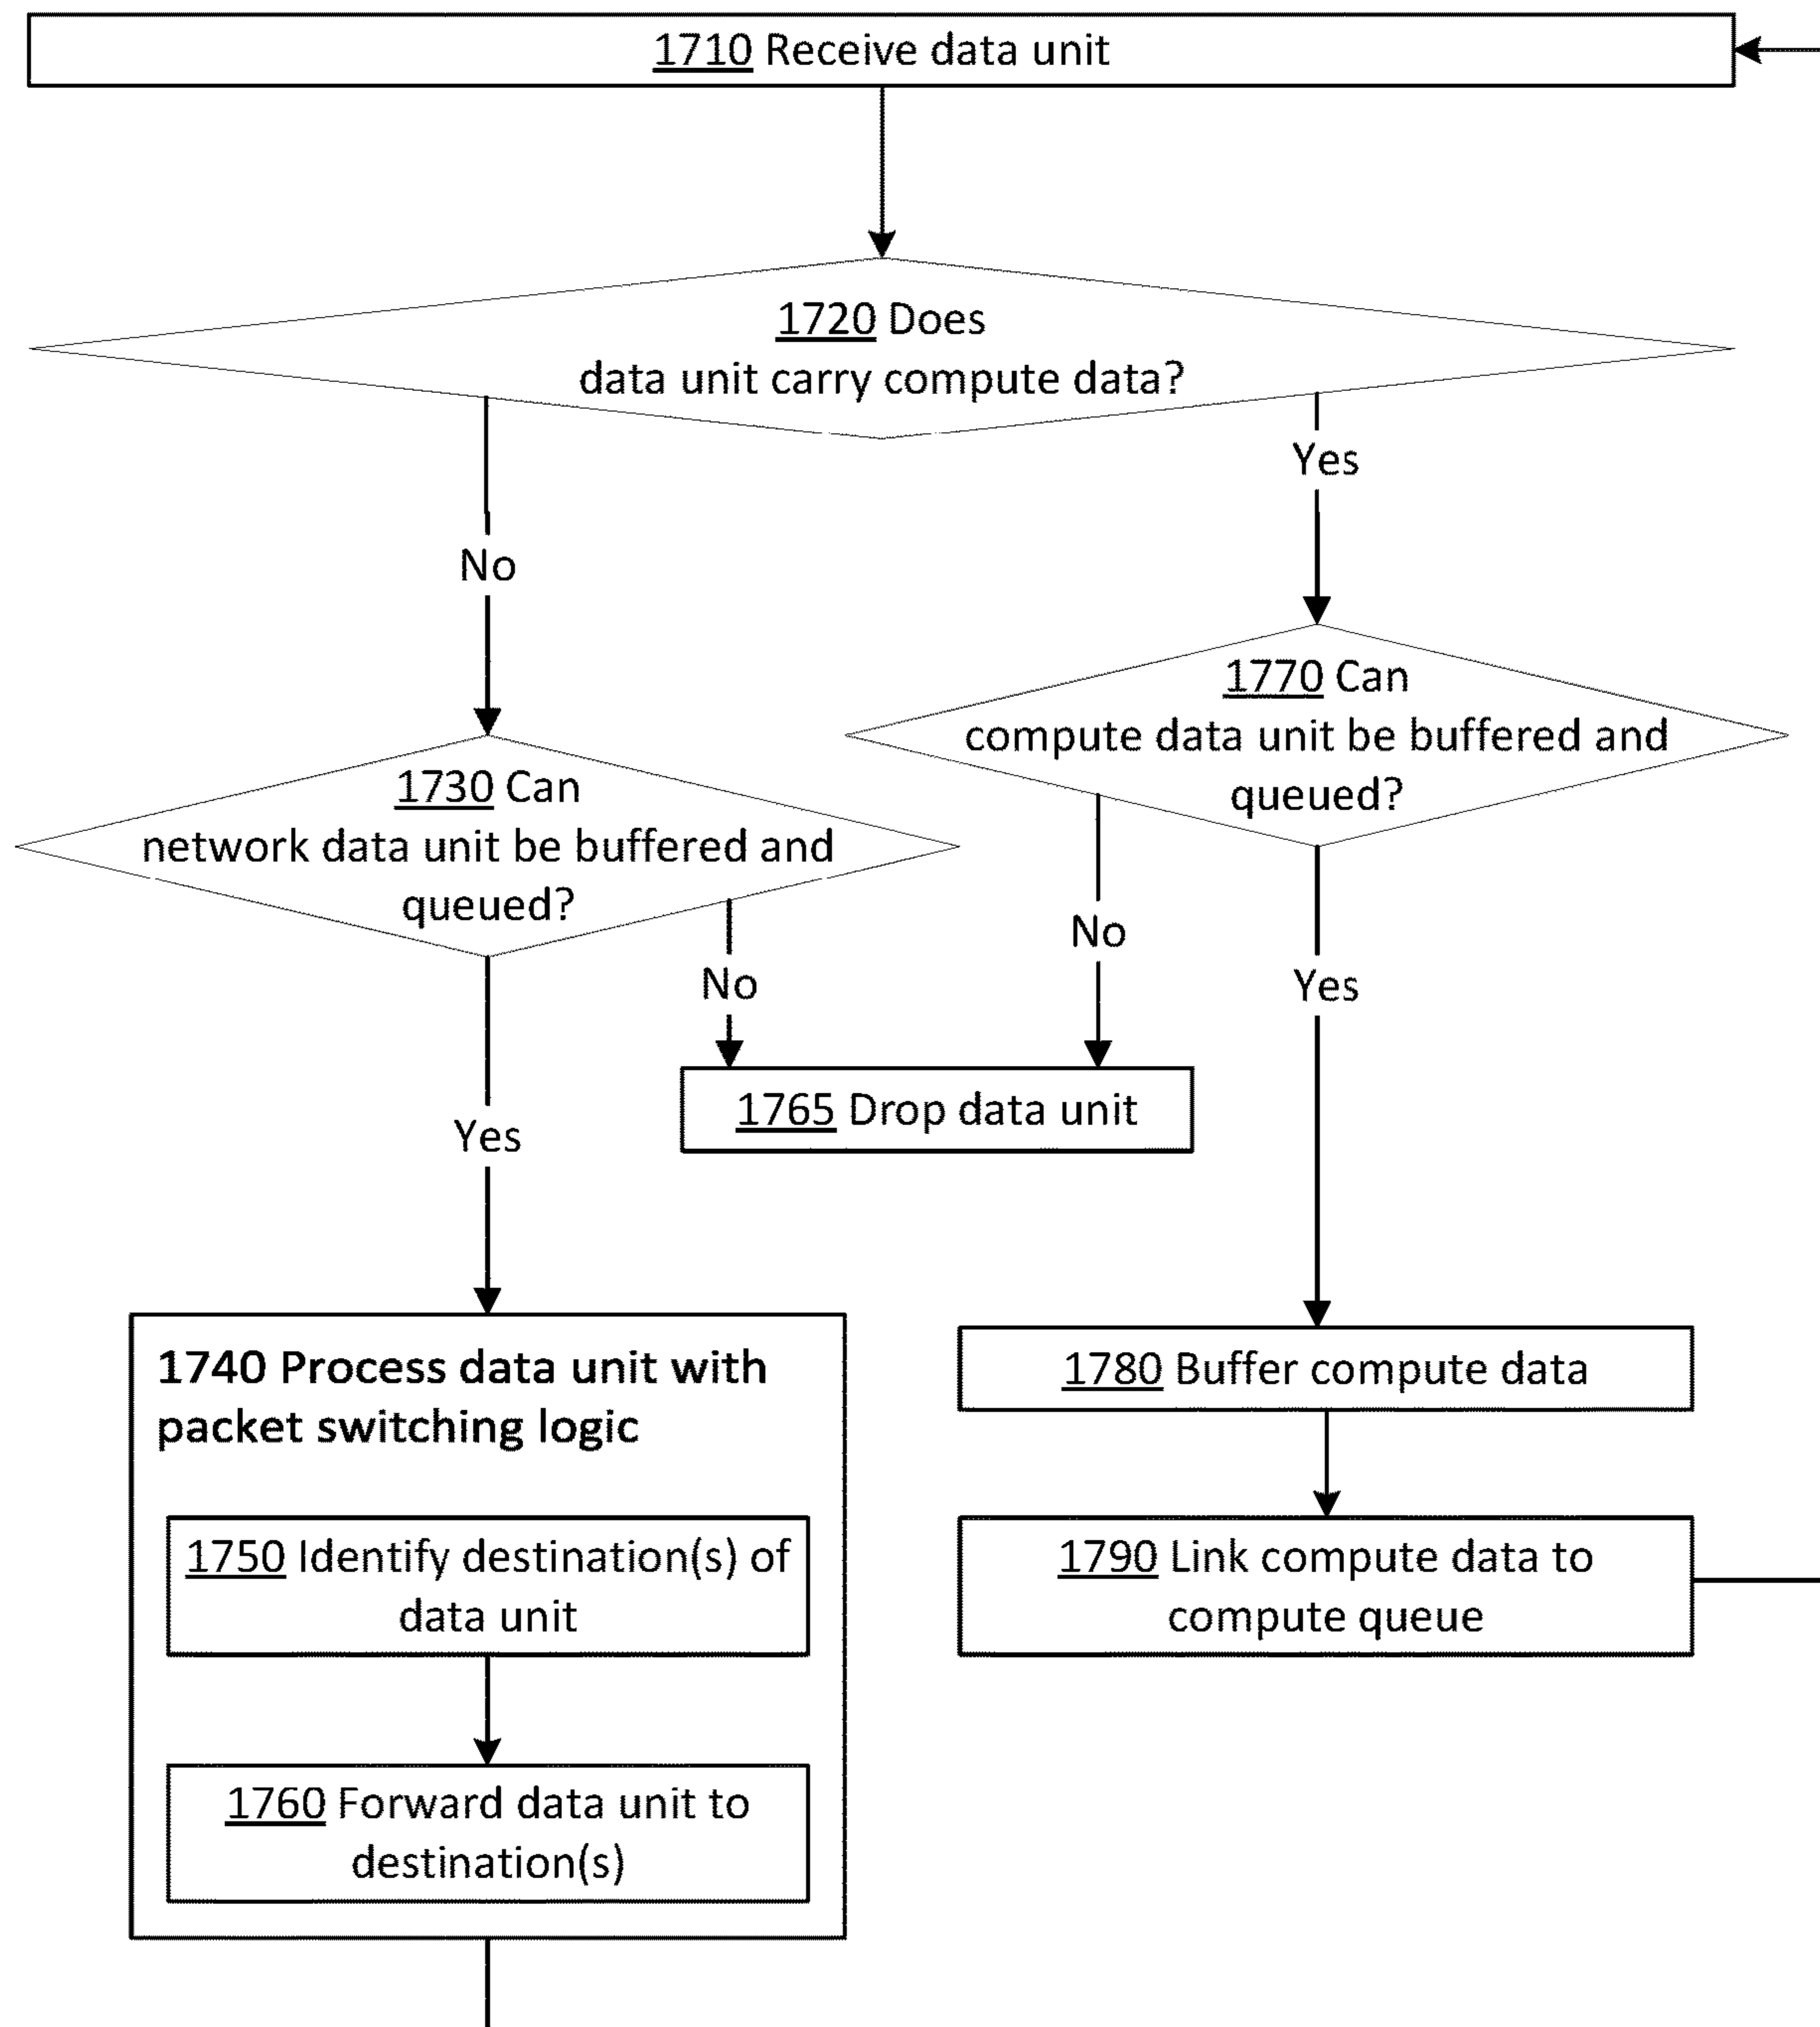 1710 Receive data unit
1720 Does
data unit carry compute data?
Yes
No
1770 Can
compute data unit be buffered and
queued?
1730 Can
network data unit be buffered and
queued?
No
No
Yes
1765 Drop data unit
Yes
1740 Process data unit with
packet switching logic
1780 Buffer compute data
1750 Identify destination(s) of
data unit
1790 Link compute data to
compute queue
1760 Forward data unit to
destination(s)